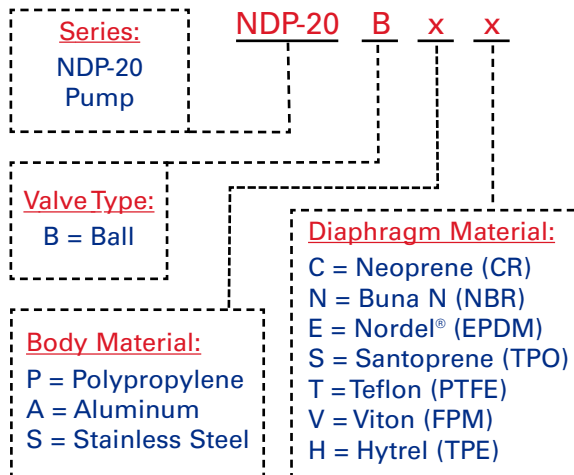 NDP-20 B x x
Series:
NDP-20
Pump
Valve Type:
B = Ball
Body Material:
P = Polypropylene
A = Aluminum
S = Stainless Steel
Diaphragm Material:
C = Neoprene (CR)
N = Buna N (NBR)
E = Nordel® (EPDM)
S = Santoprene (TPO)
T = Teflon (PTFE)
V = Viton (FPM)
H = Hytrel (TPE)